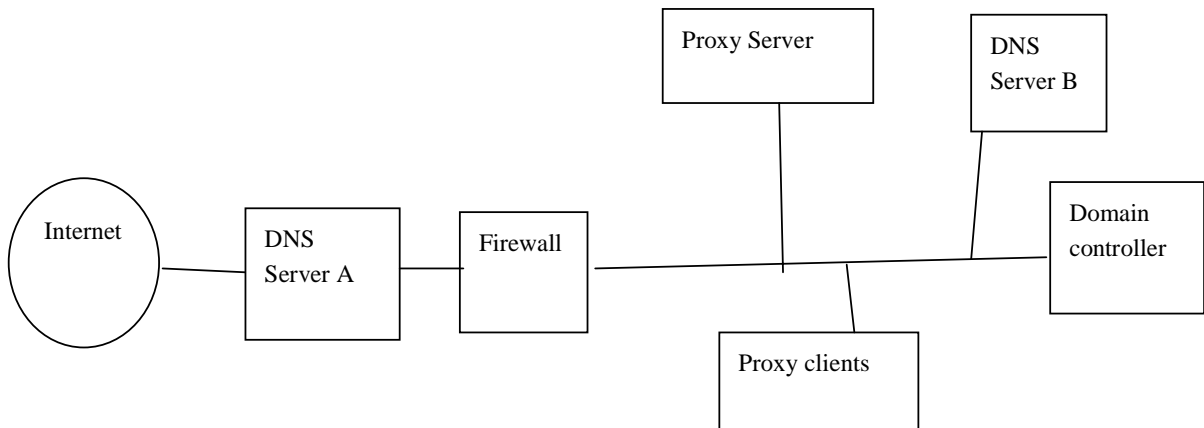 Proxy Server
DNS
Server B
Internet
DNS
Server A
Firewall
Domain
controller
Proxy clients